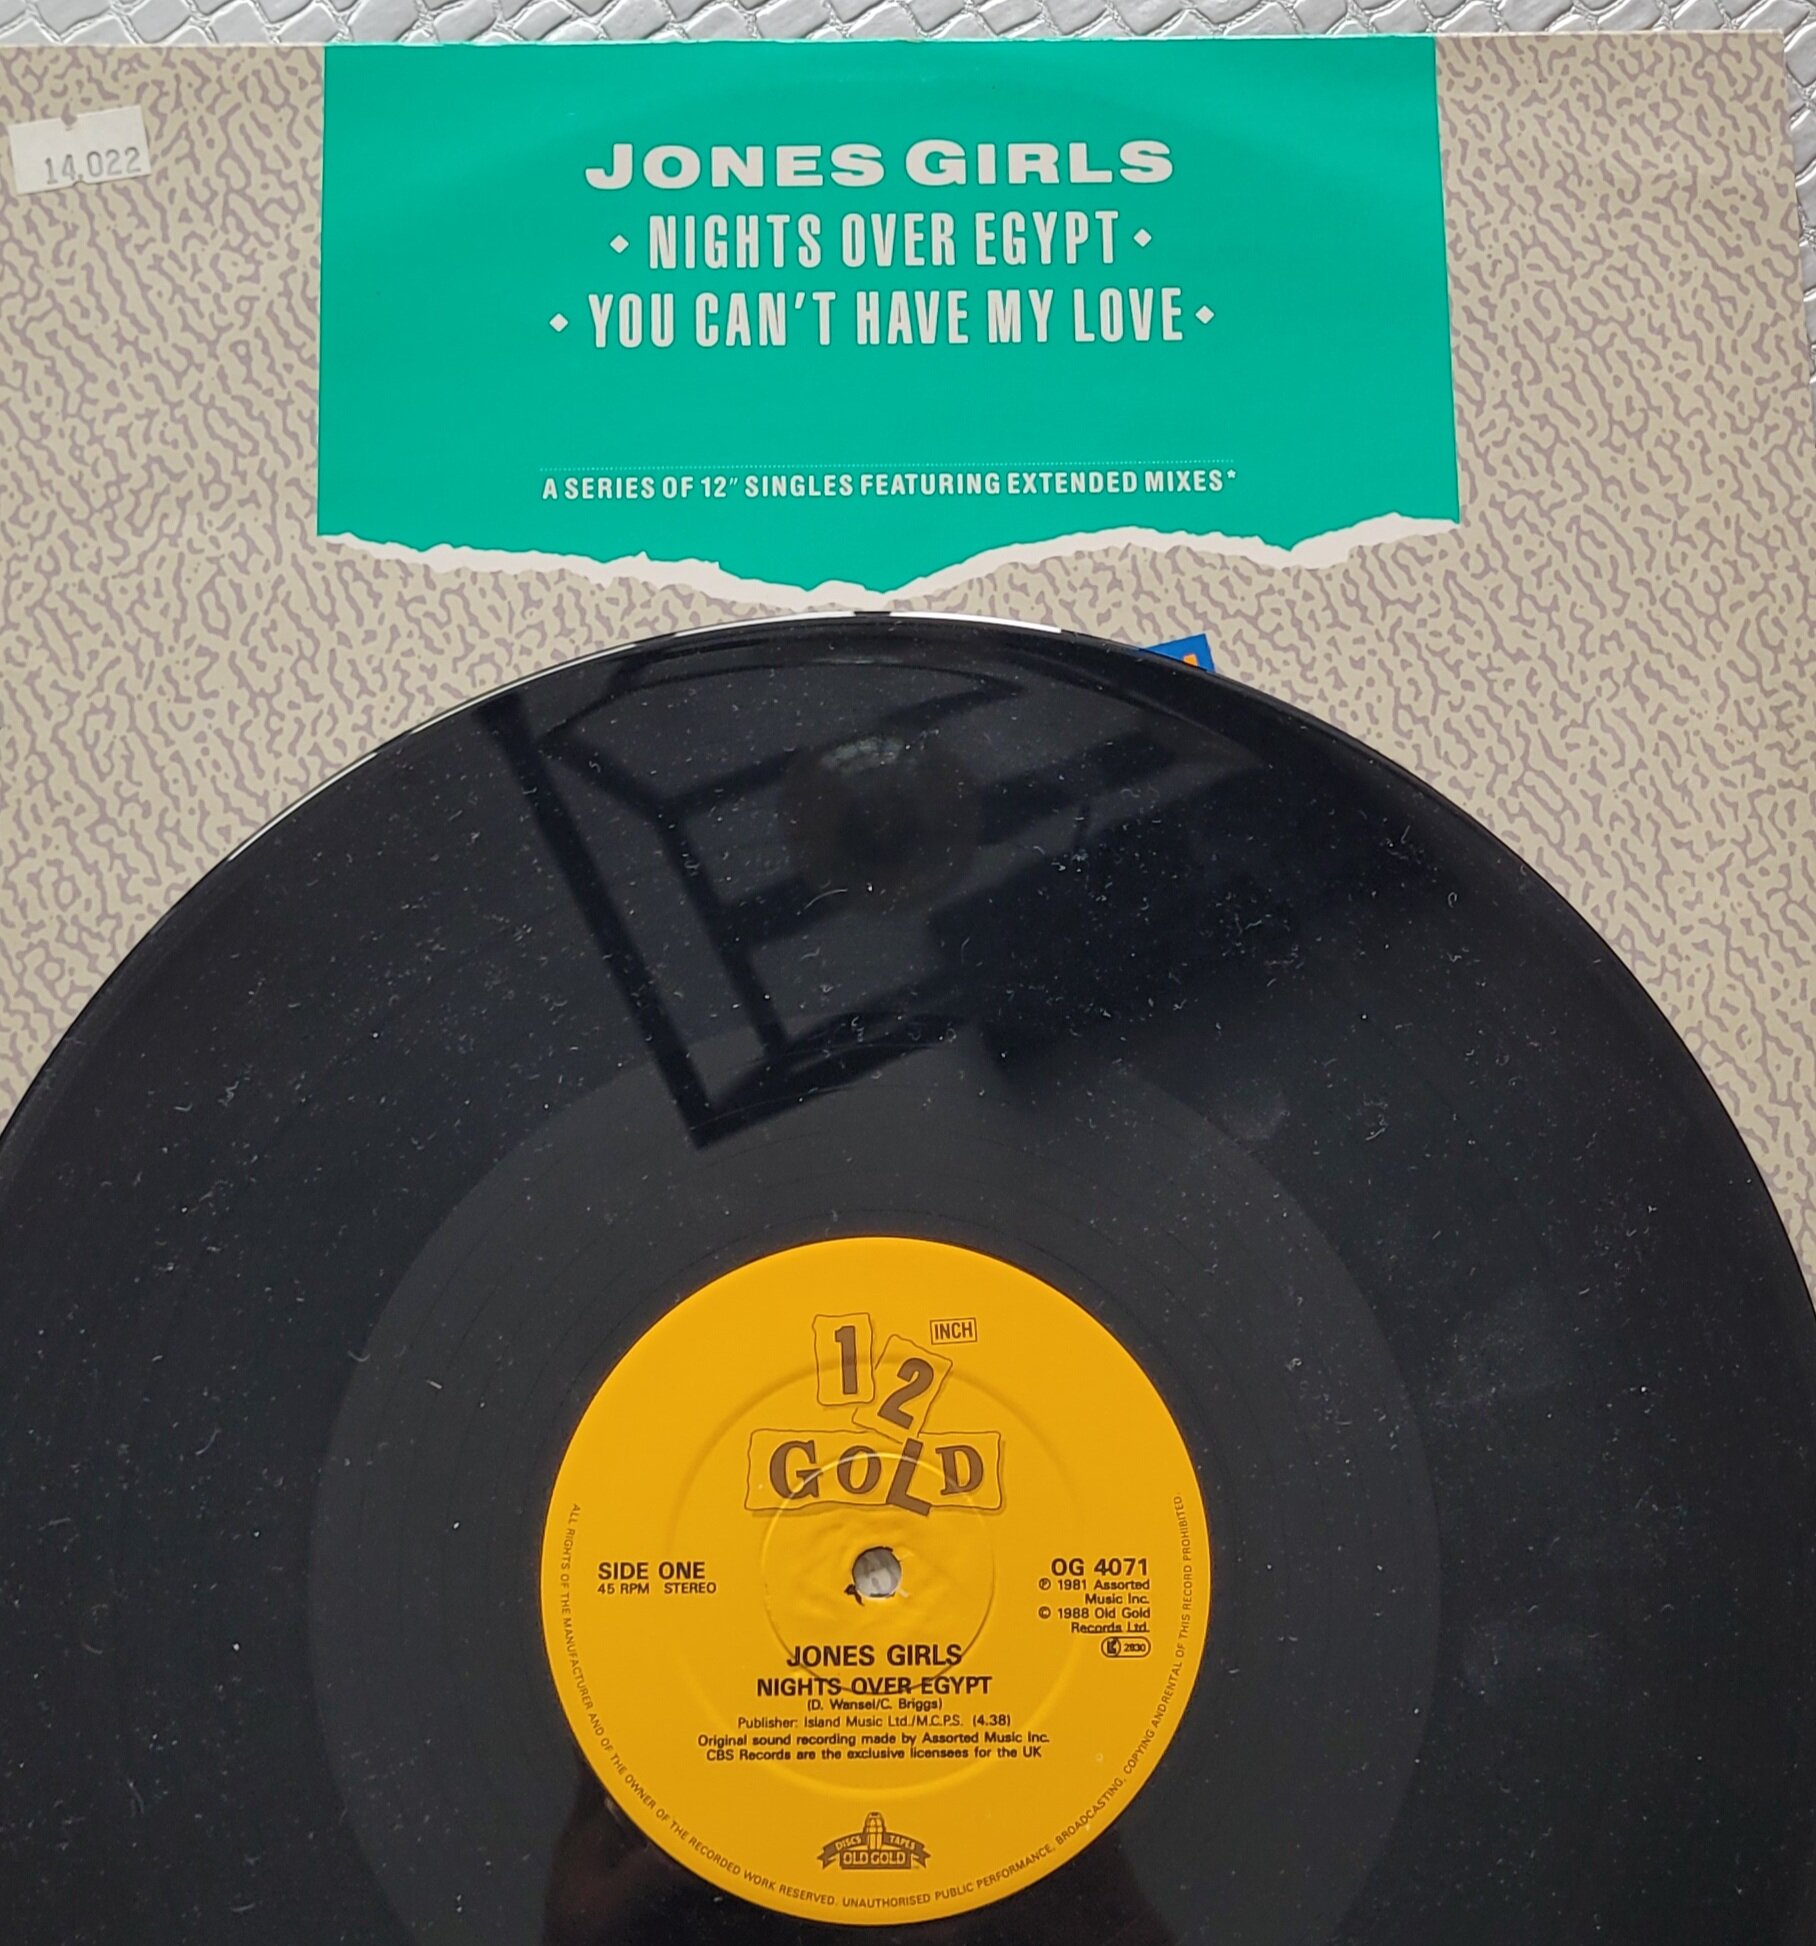 14.022
JONES GIRLS
• NIGHTS OVER EGYPT •
• YOU CAN'T HAVE MY LOVE •
A SERIES OF 12" SINGLES FEATURING EXTENDED MIXES*
12 INCH
GOLD
SIDE ONE
45 RPM STEREO
OG 4071
℗ 1981 Assorted
Music Inc.
© 1988 Old Gold
Records Ltd.
LC 2830
JONES GIRLS
NIGHTS OVER EGYPT
(D. Wansel/C. Briggs)
Publisher: Island Music Ltd./M.C.P.S. (4.38)
Original sound recording made by Assorted Music Inc.
CBS Records are the exclusive licensees for the UK
DISCS TAPES
OLD GOLD
ALL RIGHTS OF THE MANUFACTURER AND OF THE OWNER OF THE RECORDED WORK RESERVED. UNAUTHORISED PUBLIC PERFORMANCE, BROADCASTING, COPYING AND RENTAL OF THIS RECORD PROHIBITED.